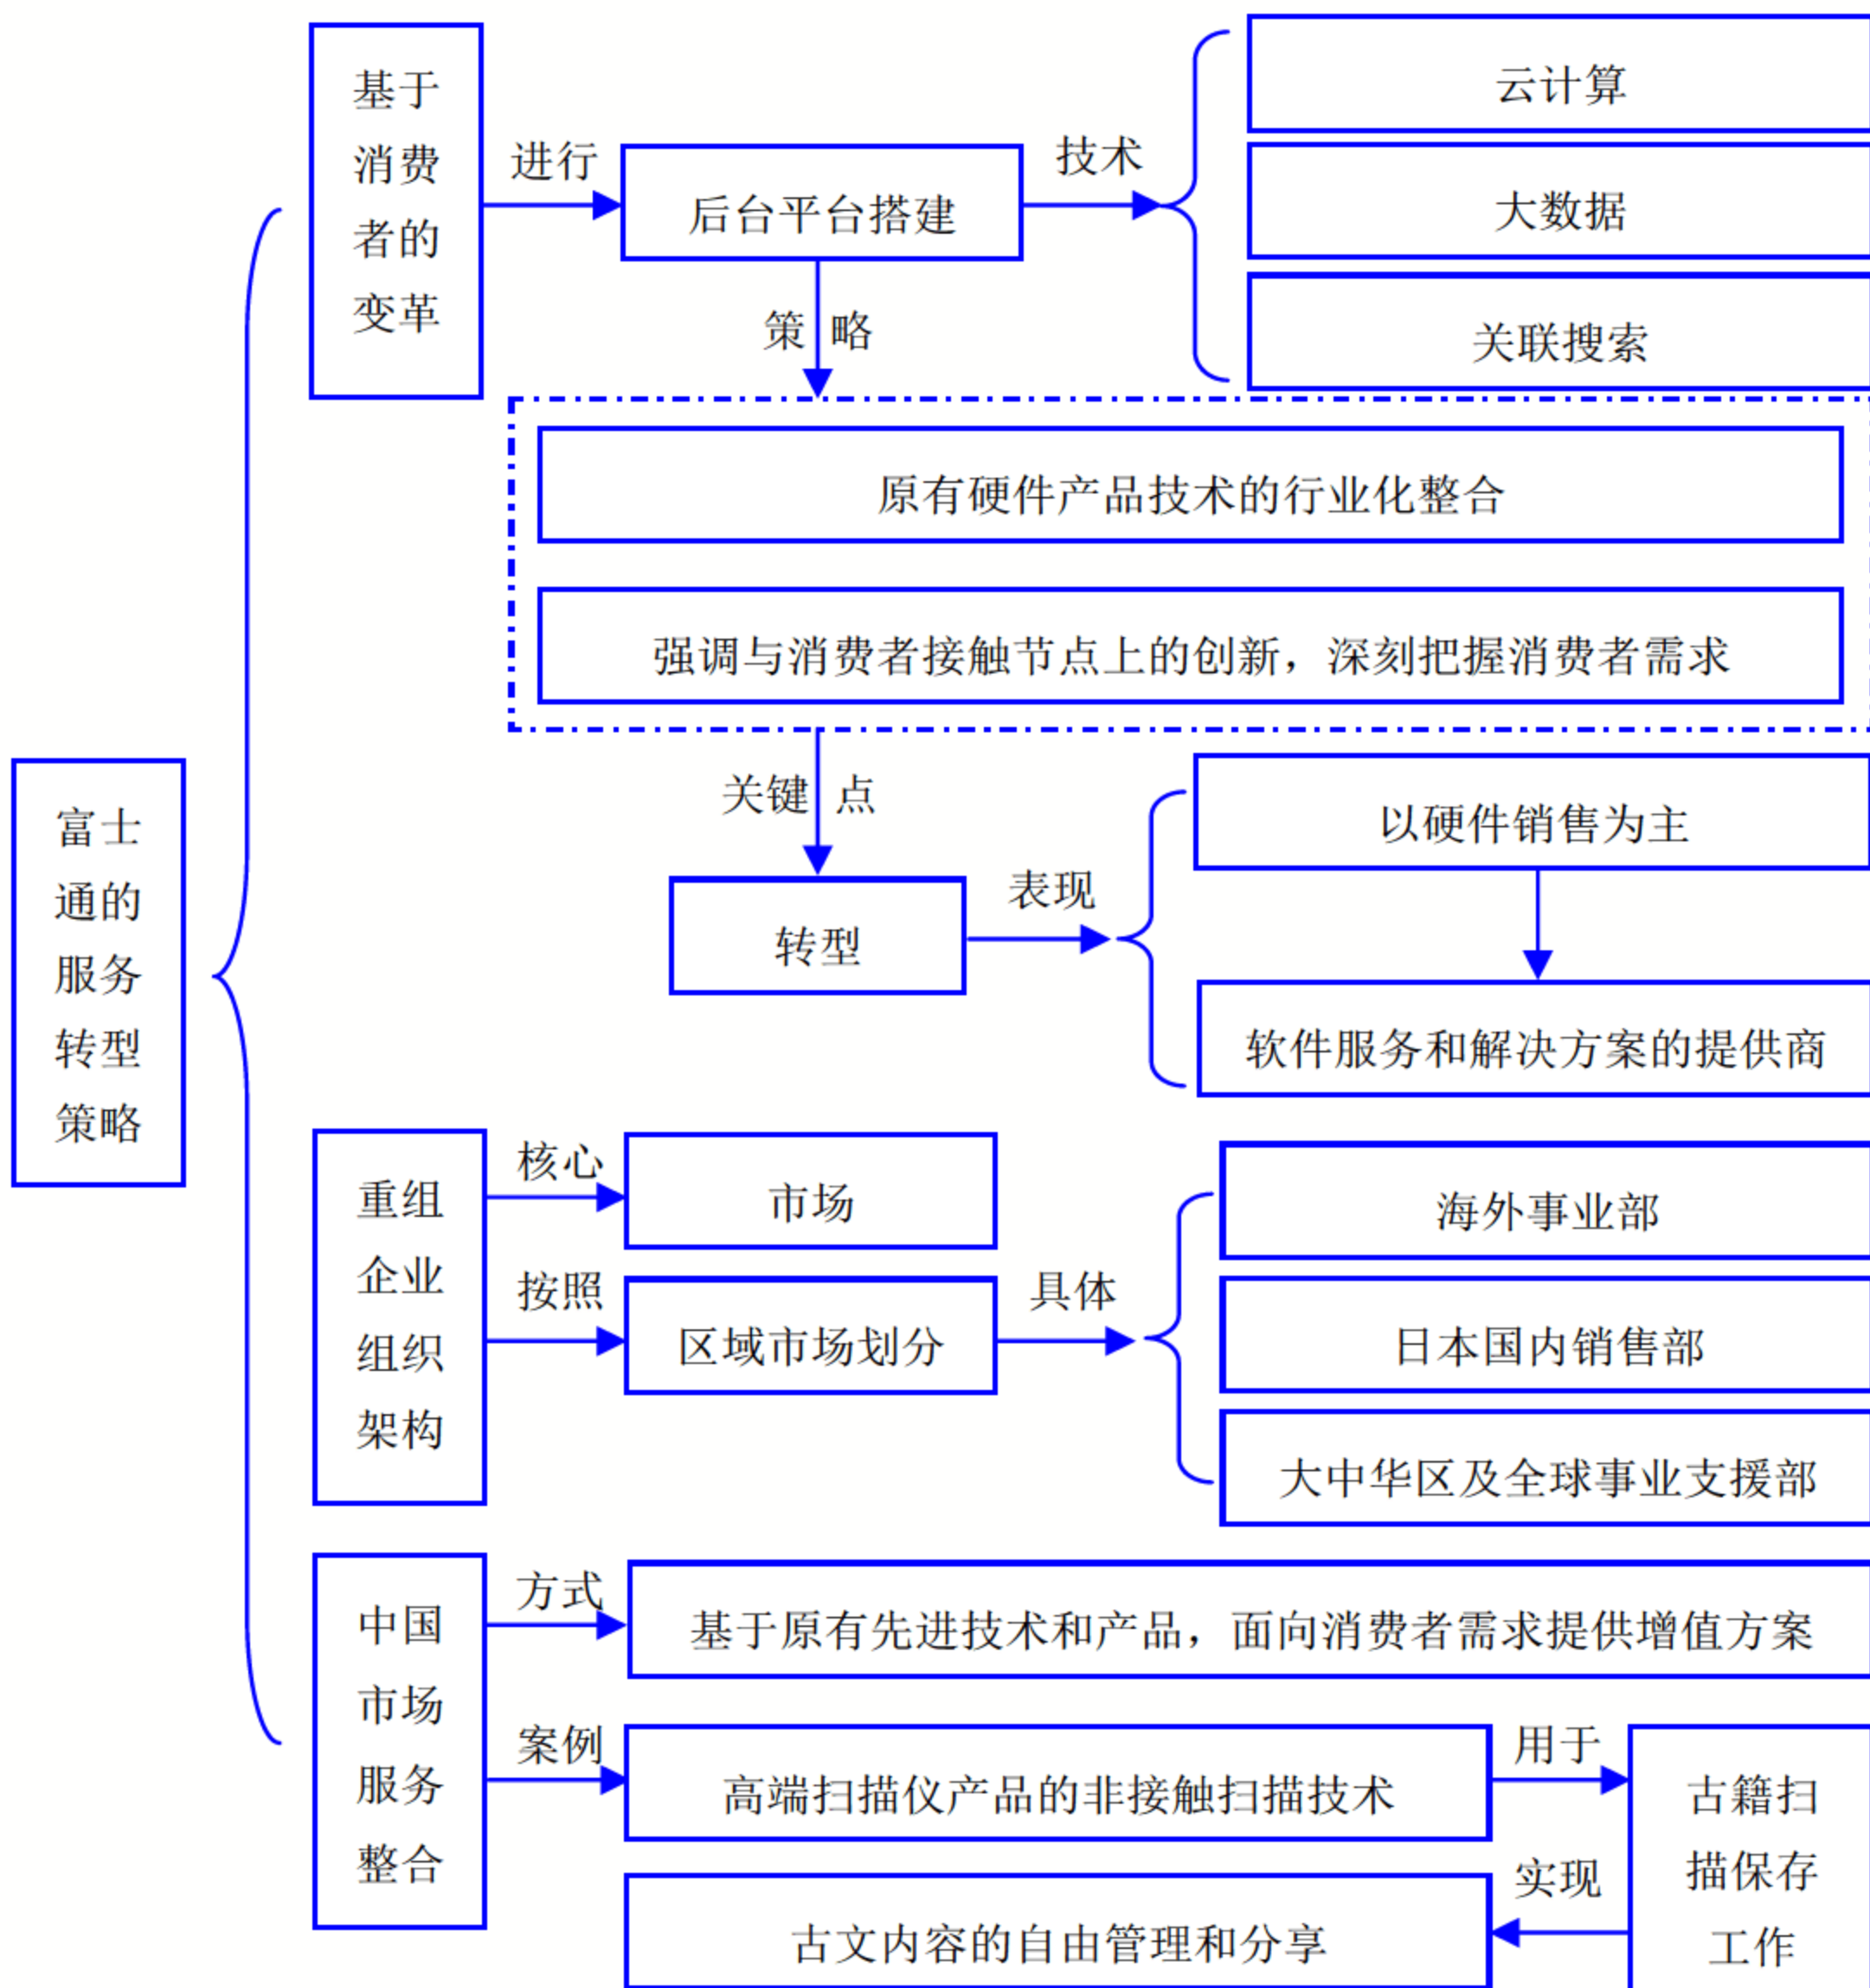 富士
通的
服务
转型
策略
基于
消费
者的
变革
进行
后台平台搭建
技术
云计算
大数据
关联搜索
策略
原有硬件产品技术的行业化整合
强调与消费者接触节点上的创新，深刻把握消费者需求
关键点
转型
表现
以硬件销售为主
软件服务和解决方案的提供商
重组
企业
组织
架构
核心
市场
按照
区域市场划分
具体
海外事业部
日本国内销售部
大中华区及全球事业支援部
中国
市场
服务
整合
方式
基于原有先进技术和产品，面向消费者需求提供增值方案
案例
高端扫描仪产品的非接触扫描技术
用于
古籍扫
描保存
工作
实现
古文内容的自由管理和分享